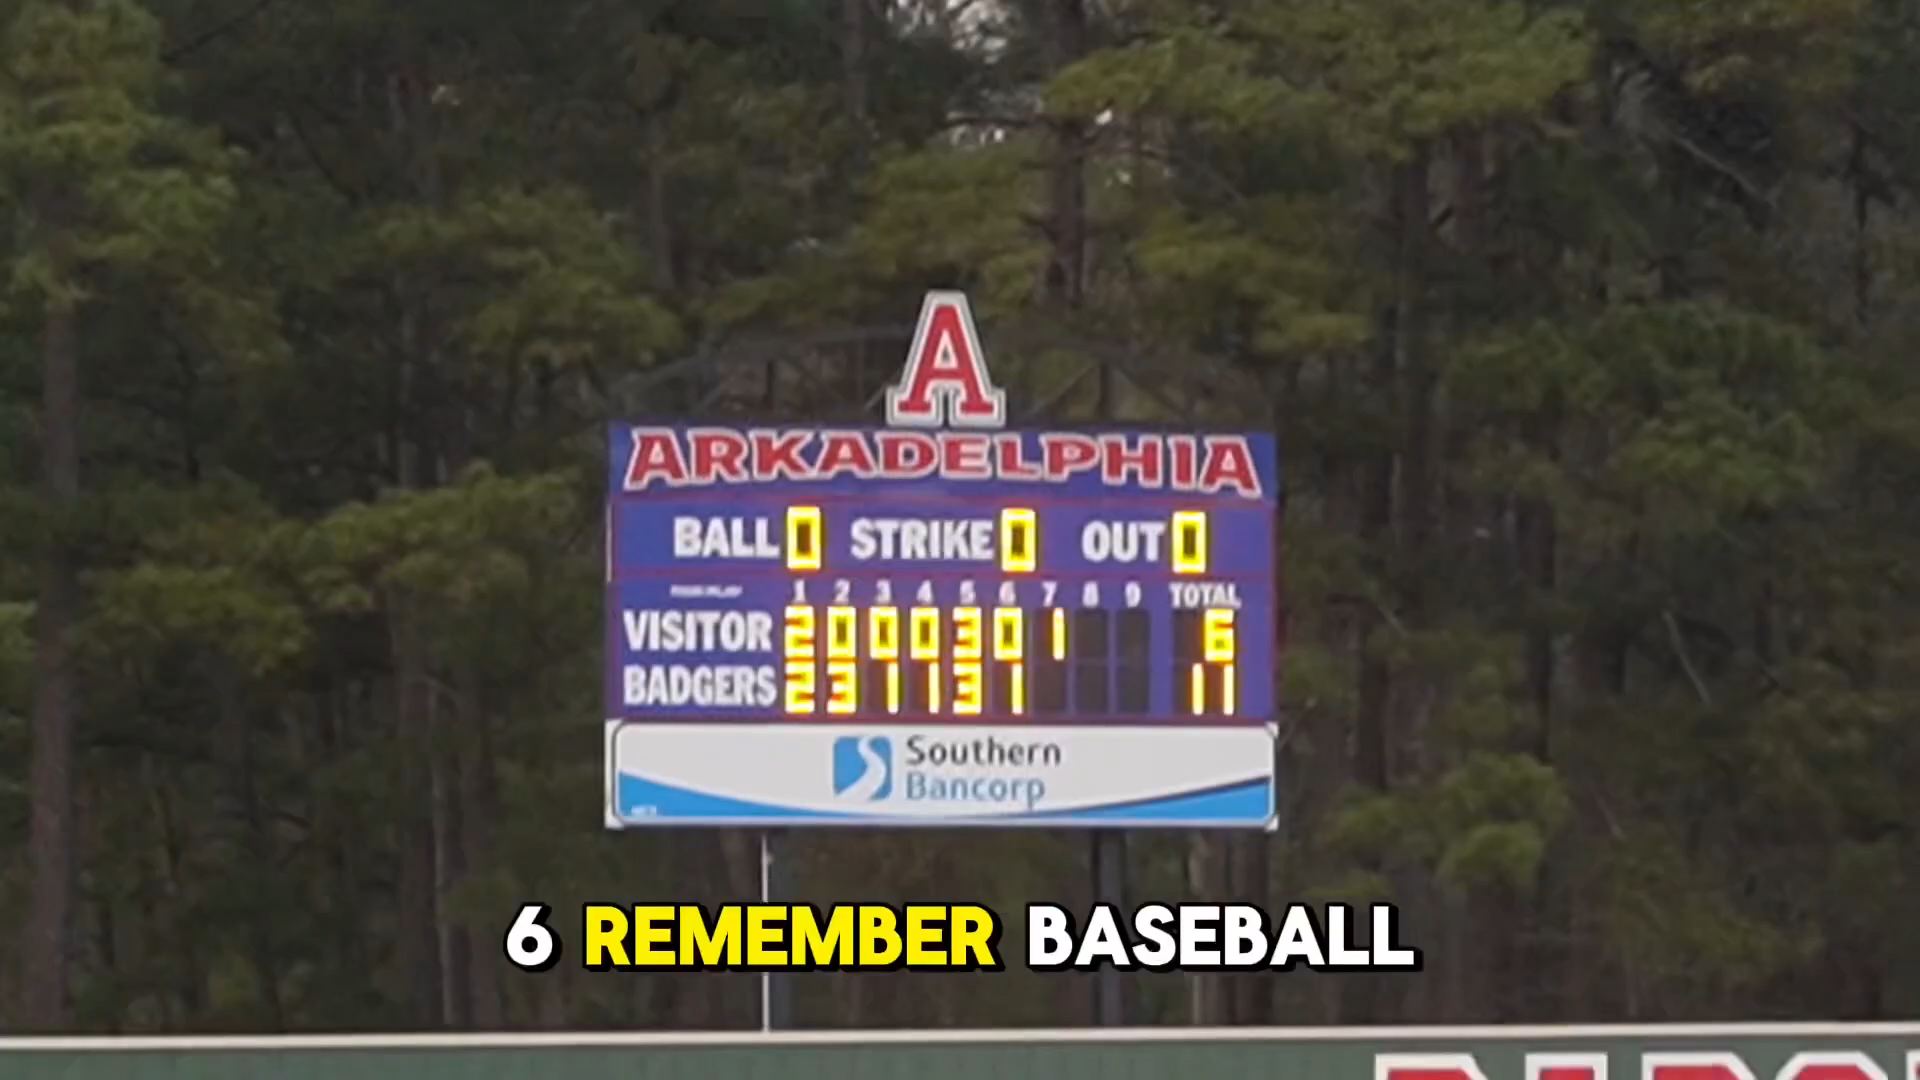 A
ARKADELPHIA
BALL 0 STRIKE 0 OUT 0
1 2 3 4 5 6 7 8 9 TOTAL
VISITOR 2 0 0 0 3 0 1 6
BADGERS 2 3 1 1 3 1 11
Southern
Bancorp
6 REMEMBER BASEBALL